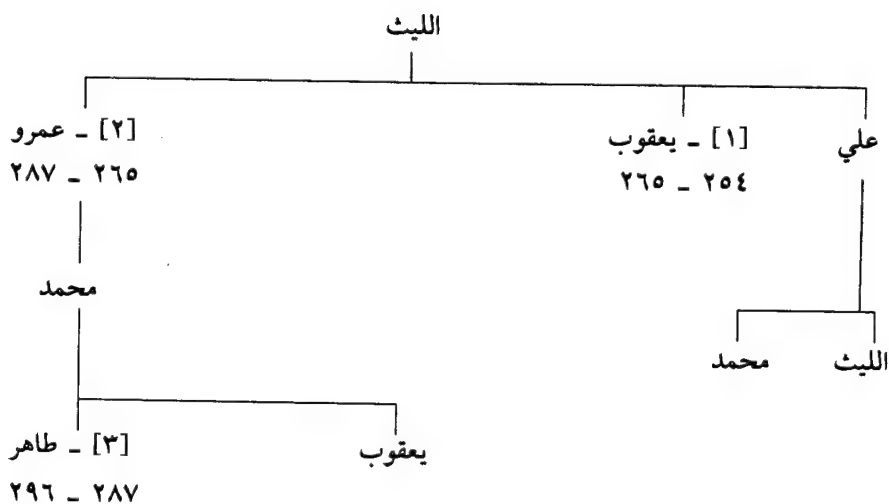 الليث
علي [١] ـ يعقوب [٢] ـ عمرو
٢٥٤ ـ ٢٦٥ ٢٦٥ ـ ٢٨٧
محمد
الليث محمد
يعقوب [٣] ـ طاهر
٢٨٧ ـ ٢٩٦